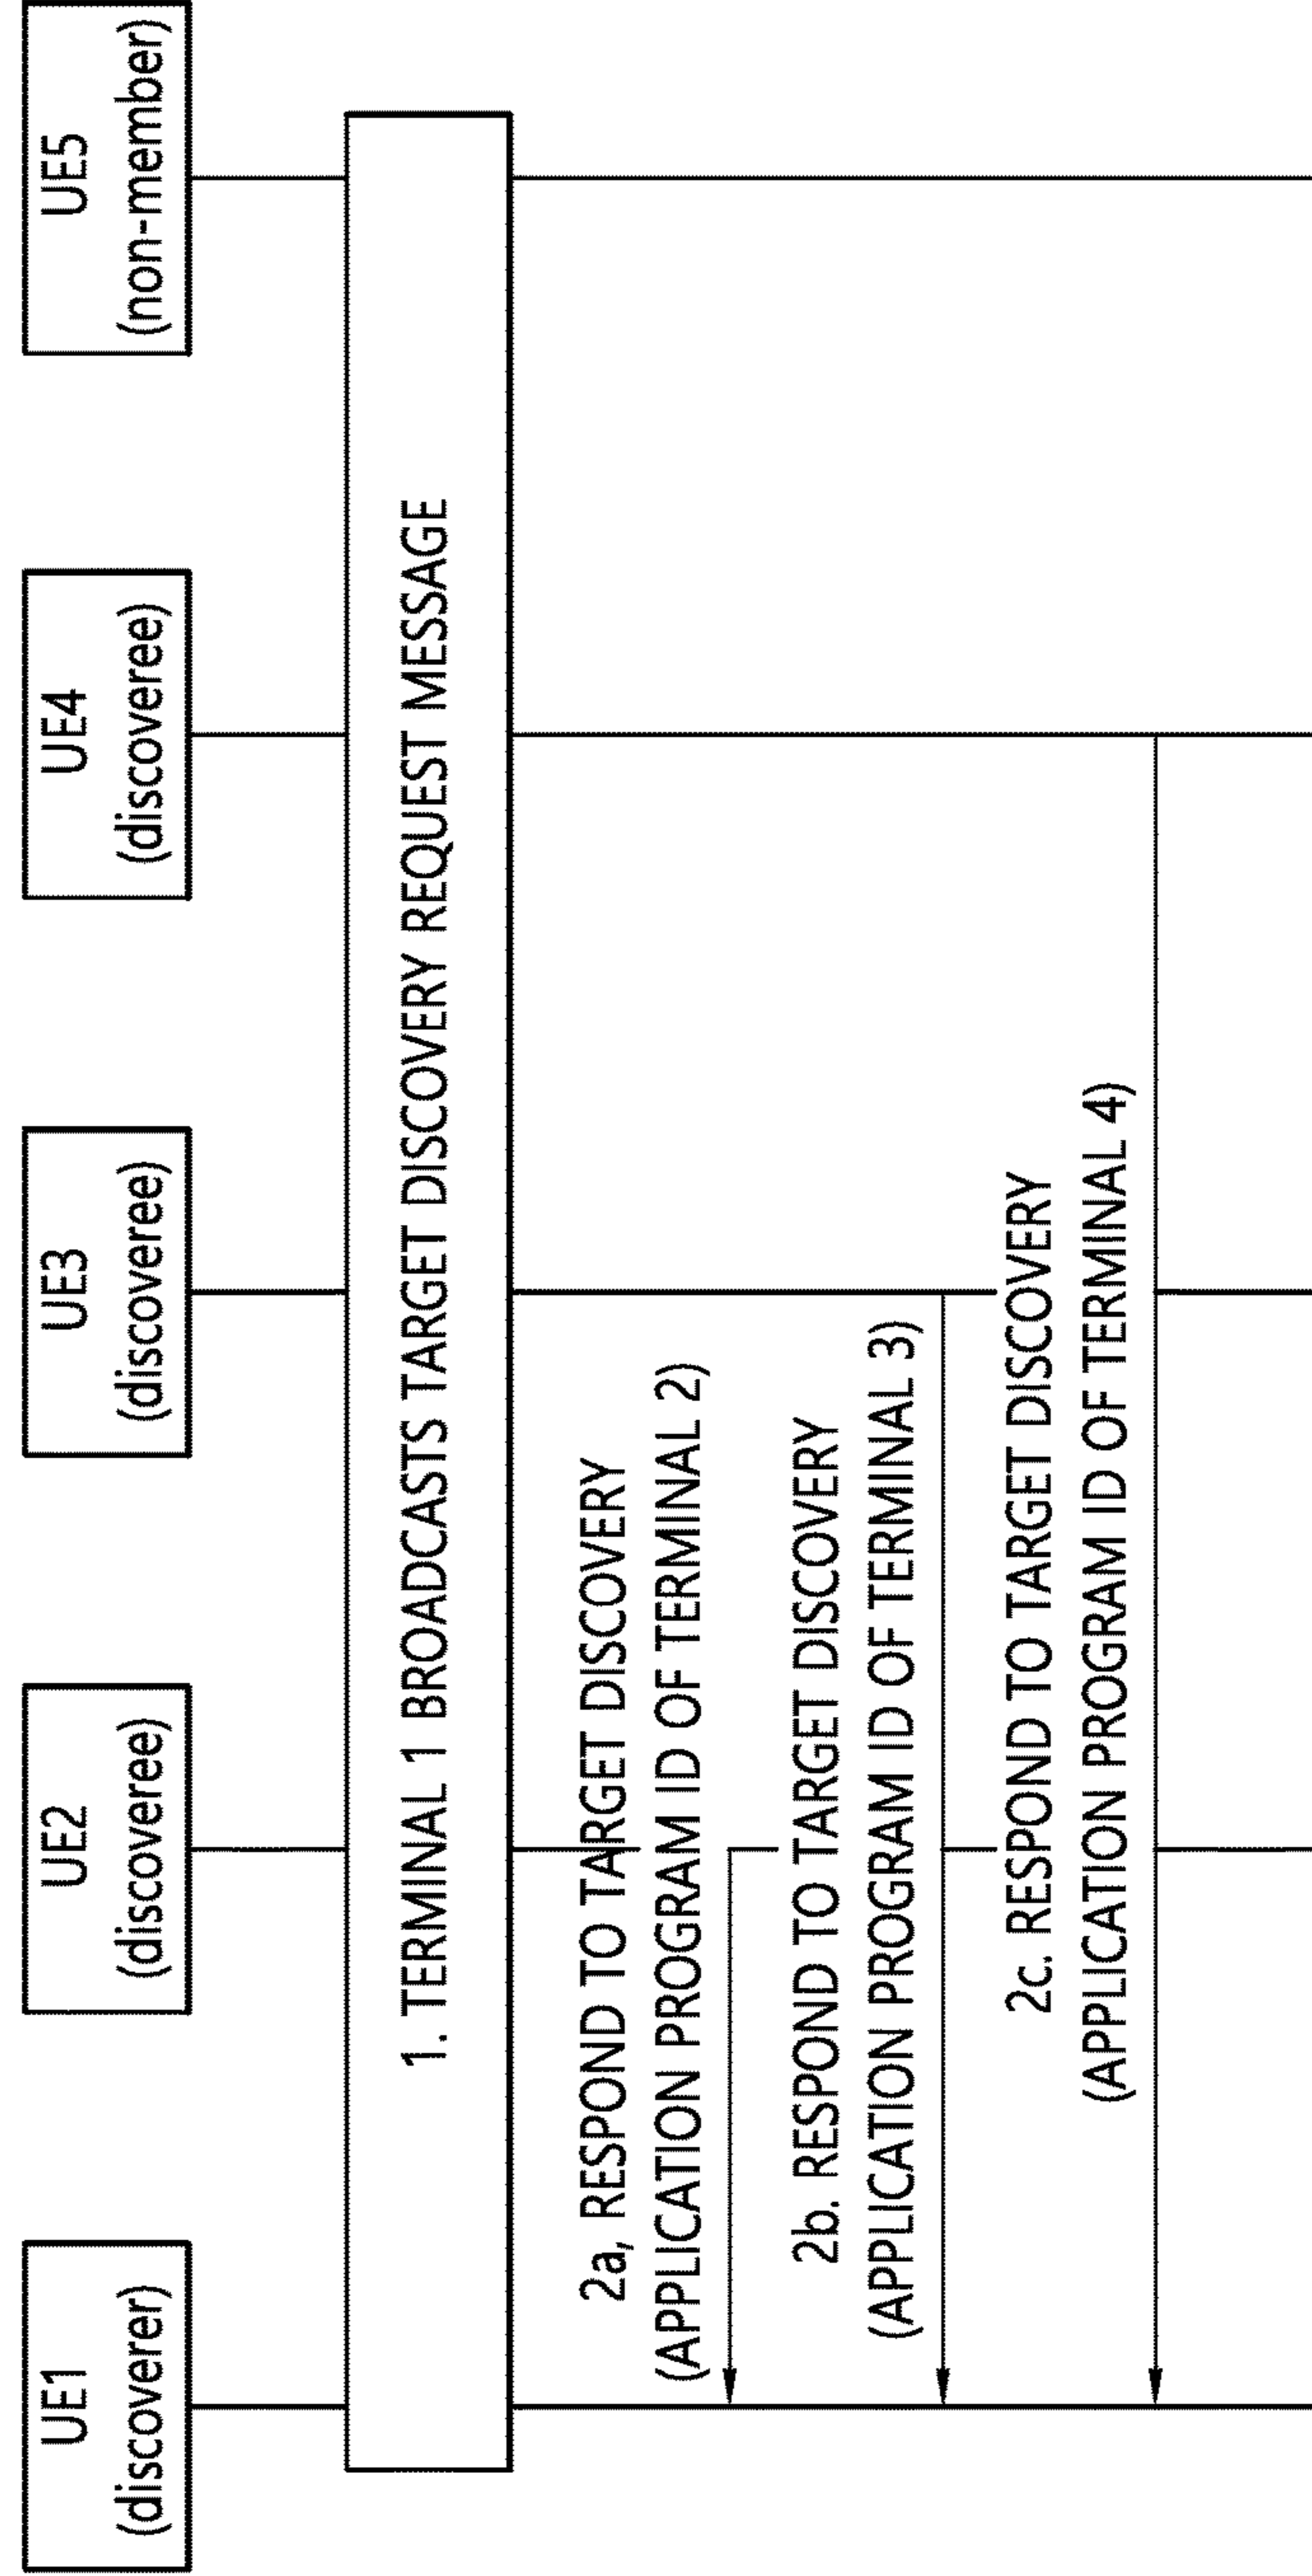 UE1
(discoverer)
UE2
(discoveree)
UE3
(discoveree)
UE4
(discoveree)
UE5
(non-member)
1. TERMINAL 1 BROADCASTS TARGET DISCOVERY REQUEST MESSAGE
2a, RESPOND TO TARGET DISCOVERY
(APPLICATION PROGRAM ID OF TERMINAL 2)
2b. RESPOND TO TARGET DISCOVERY
(APPLICATION PROGRAM ID OF TERMINAL 3)
2c. RESPOND TO TARGET DISCOVERY
(APPLICATION PROGRAM ID OF TERMINAL 4)